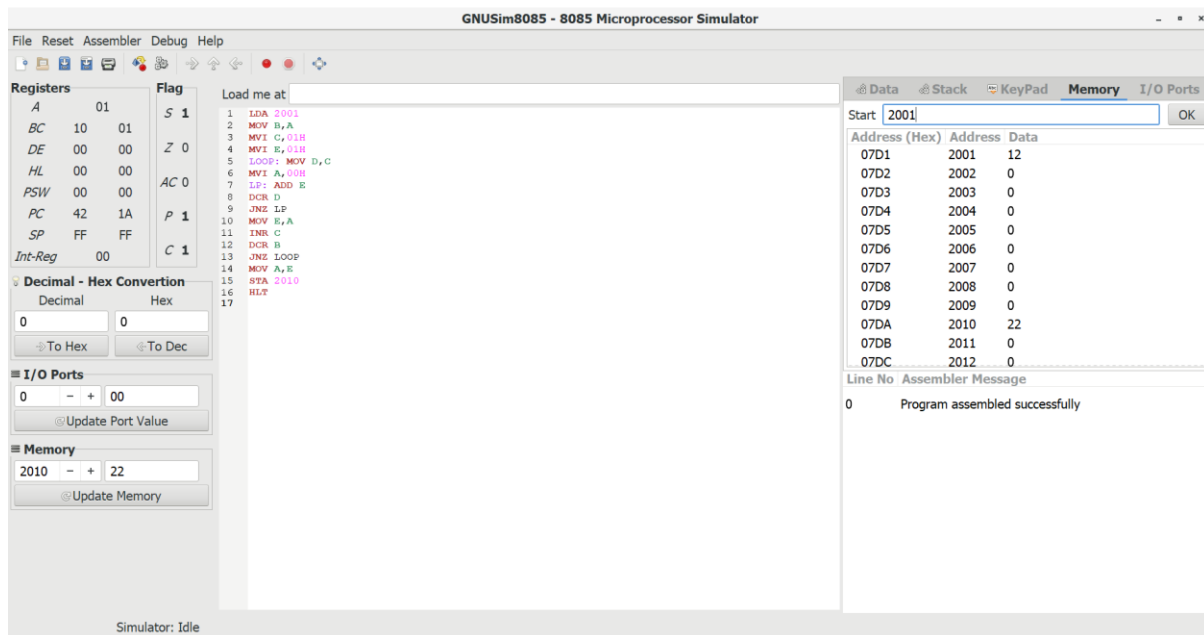 GNUSim8085 - 8085 Microprocessor Simulator
File Reset Assembler Debug Help
Registers
A 01
BC 10 01
DE 00 00
HL 00 00
PSW 00 00
PC 42 1A
SP FF FF
Int-Reg 00
Flag
S 1
Z 0
AC 0
P 1
C 1
Decimal - Hex Convertion
Decimal Hex
0 0
To Hex To Dec
I/O Ports
0 - + 00
Update Port Value
Memory
2010 - + 22
Update Memory
Load me at
1 LDA 2001
2 MOV B,A
3 MVI C,01H
4 MVI E,01H
5 LOOP: MOV D,C
6 MVI A,00H
7 LP: ADD E
8 DCR D
9 JNZ LP
10 MOV E,A
11 INR C
12 DCR B
13 JNZ LOOP
14 MOV A,E
15 STA 2010
16 HLT
17
Data Stack KeyPad Memory I/O Ports
Start 2001 OK
Address (Hex) Address Data
07D1 2001 12
07D2 2002 0
07D3 2003 0
07D4 2004 0
07D5 2005 0
07D6 2006 0
07D7 2007 0
07D8 2008 0
07D9 2009 0
07DA 2010 22
07DB 2011 0
07DC 2012 0
Line No Assembler Message
0 Program assembled successfully
Simulator: Idle